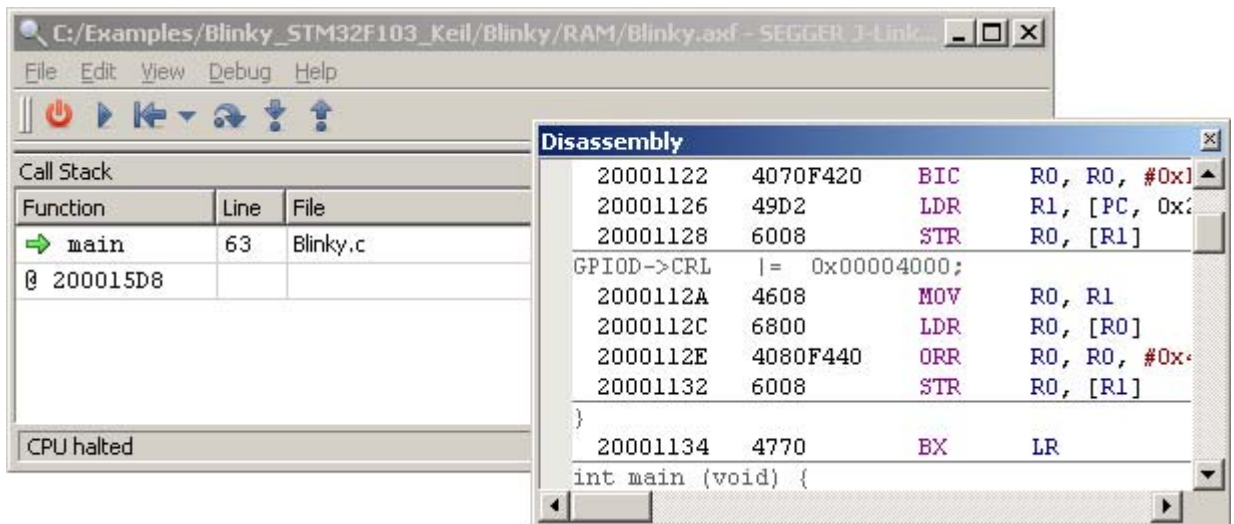 C:/Examples/Blinky_STM32F103_Keil/Blinky/RAM/Blinky.axf - SEGGER J-Link...
File Edit View Debug Help
Call Stack
Function Line File
main 63 Blinky.c
@ 200015D8
CPU halted
Disassembly
20001122 4070F420 BIC R0, R0, #0x1
20001126 49D2 LDR R1, [PC, 0x2
20001128 6008 STR R0, [R1]
GPIOD->CRL |= 0x00004000;
2000112A 4608 MOV R0, R1
2000112C 6800 LDR R0, [R0]
2000112E 4080F440 ORR R0, R0, #0x4
20001132 6008 STR R0, [R1]
}
20001134 4770 BX LR
int main (void) {